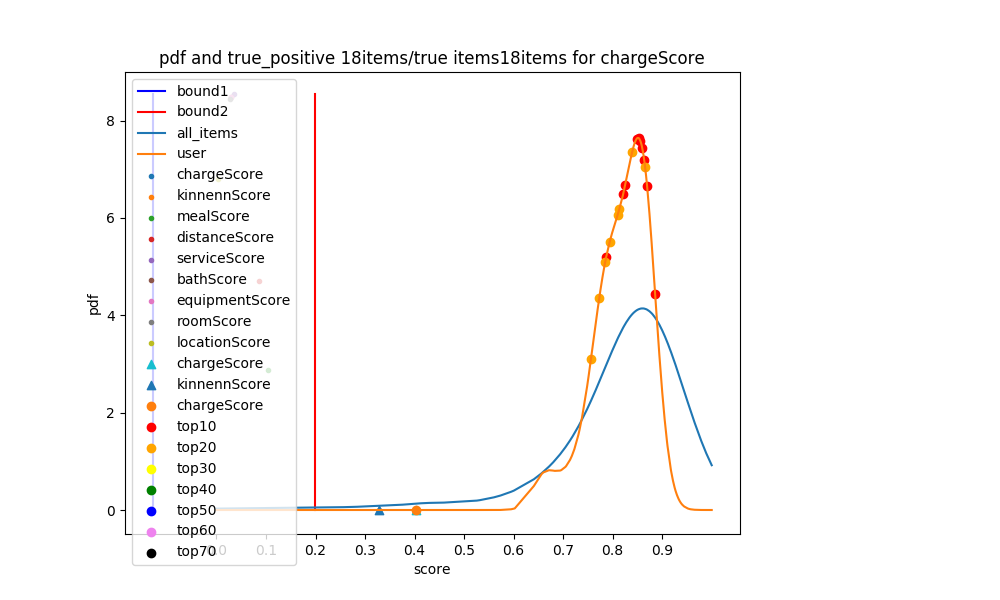 pdf and true_positive 18items/true items18items for chargeScore
bound1
bound2
all_items
user
chargeScore
kinnennScore
mealScore
distanceScore
serviceScore
bathScore
equipmentScore
roomScore
locationScore
chargeScore
kinnennScore
chargeScore
top10
top20
top30
top40
top50
top60
top70
pdf
8
6
4
2
0
0.0 0.1 0.2 0.3 0.4 0.5 0.6 0.7 0.8 0.9
score